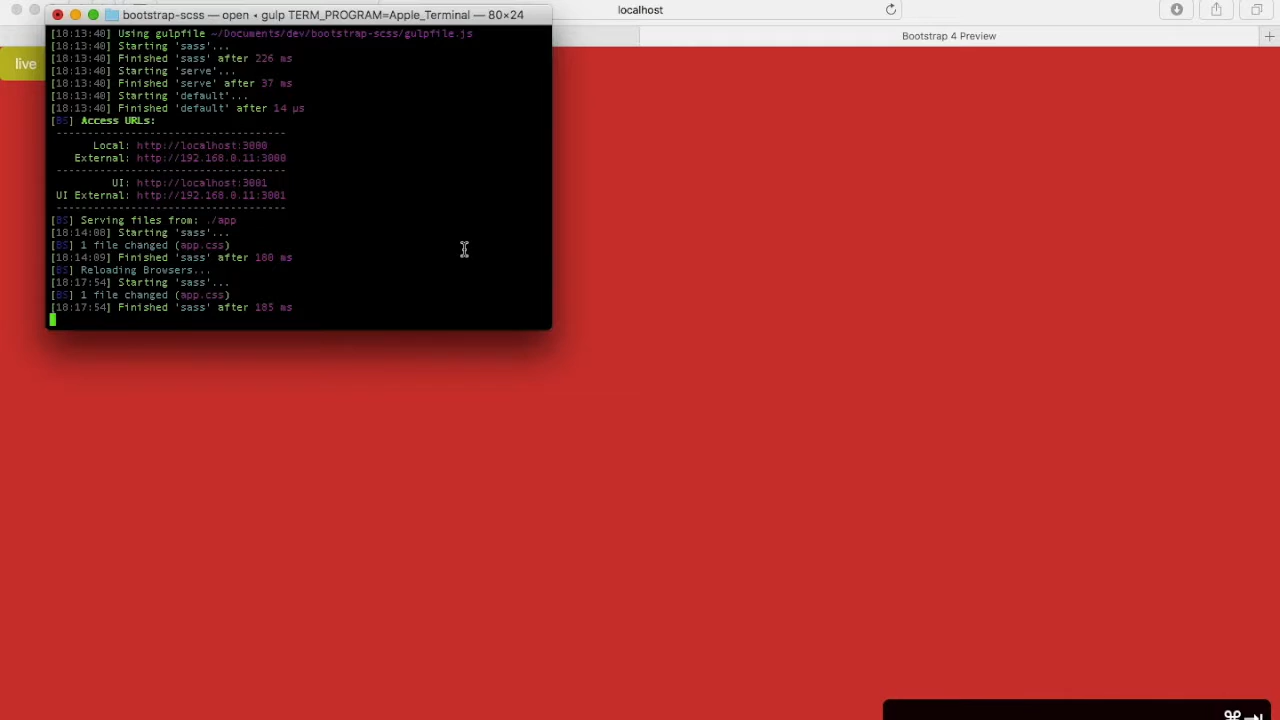 bootstrap-scss — open ◂ gulp TERM_PROGRAM=Apple_Terminal — 80×24
localhost
Bootstrap 4 Preview
live
[18:13:40] Using gulpfile ~/Documents/dev/bootstrap-scss/gulpfile.js
[18:13:40] Starting 'sass'...
[18:13:40] Finished 'sass' after 226 ms
[18:13:40] Starting 'serve'...
[18:13:40] Finished 'serve' after 37 ms
[18:13:40] Starting 'default'...
[18:13:40] Finished 'default' after 14 μs
[BS] Access URLs:
-------------------------------------
Local: http://localhost:3000
External: http://192.168.0.11:3000
-------------------------------------
UI: http://localhost:3001
UI External: http://192.168.0.11:3001
-------------------------------------
[BS] Serving files from: ./app
[18:14:08] Starting 'sass'...
[BS] 1 file changed (app.css)
[18:14:09] Finished 'sass' after 180 ms
[BS] Reloading Browsers...
[18:17:54] Starting 'sass'...
[BS] 1 file changed (app.css)
[18:17:54] Finished 'sass' after 185 ms
⌘⇥